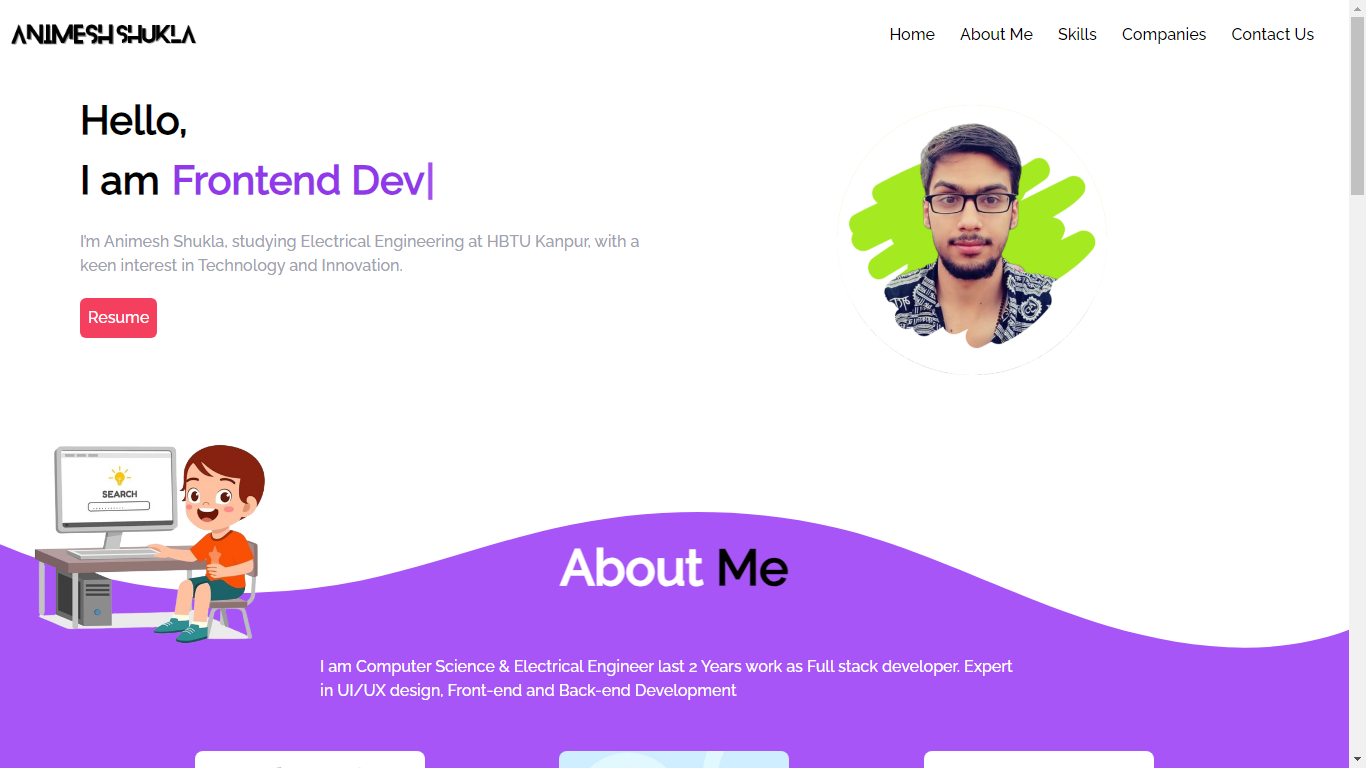 ANIMESH SHUKLA
Home About Me Skills Companies Contact Us
Hello,
I am Frontend Dev|
I'm Animesh Shukla, studying Electrical Engineering at HBTU Kanpur, with a
keen interest in Technology and Innovation.
Resume
SEARCH
About Me
I am Computer Science & Electrical Engineer last 2 Years work as Full stack developer. Expert
in UI/UX design, Front-end and Back-end Development